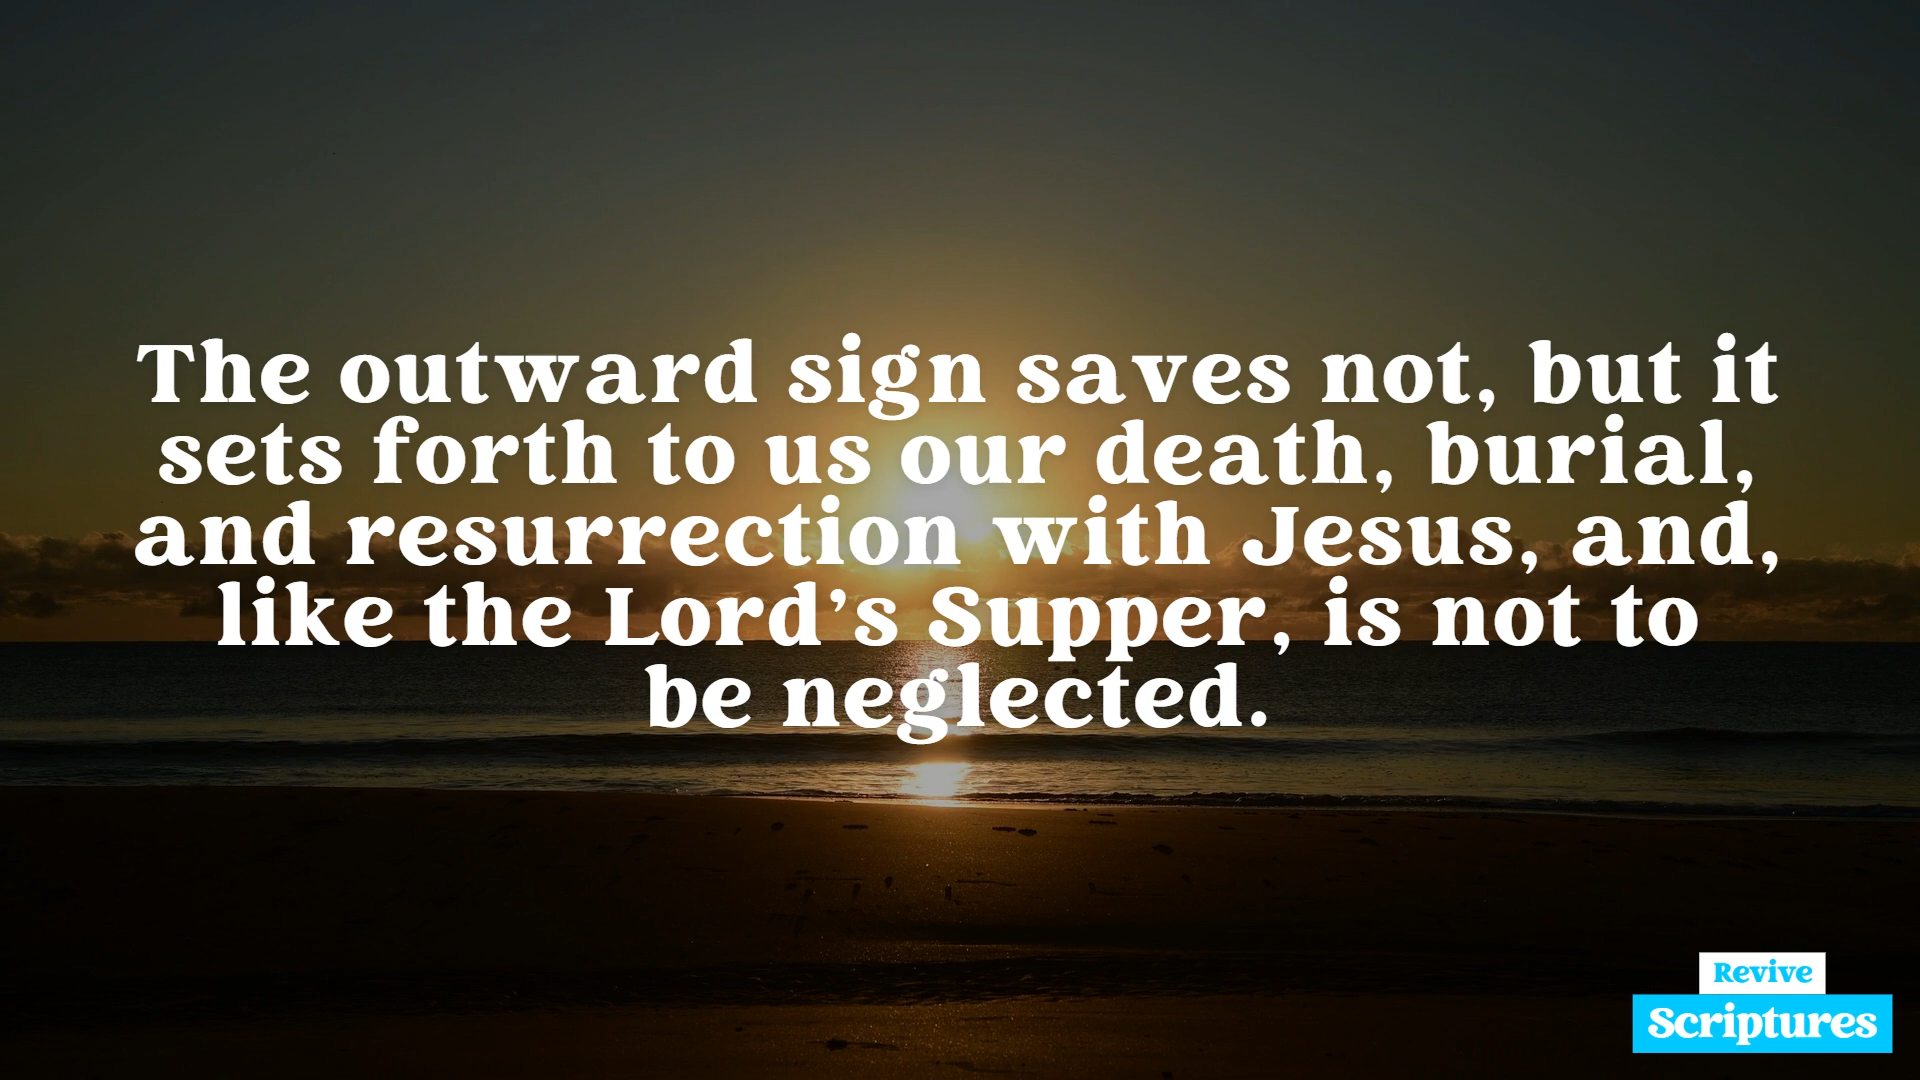 The outward sign saves not, but it
sets forth to us our death, burial,
and resurrection with Jesus, and,
like the Lord’s Supper, is not to
be neglected.
Revive
Scriptures